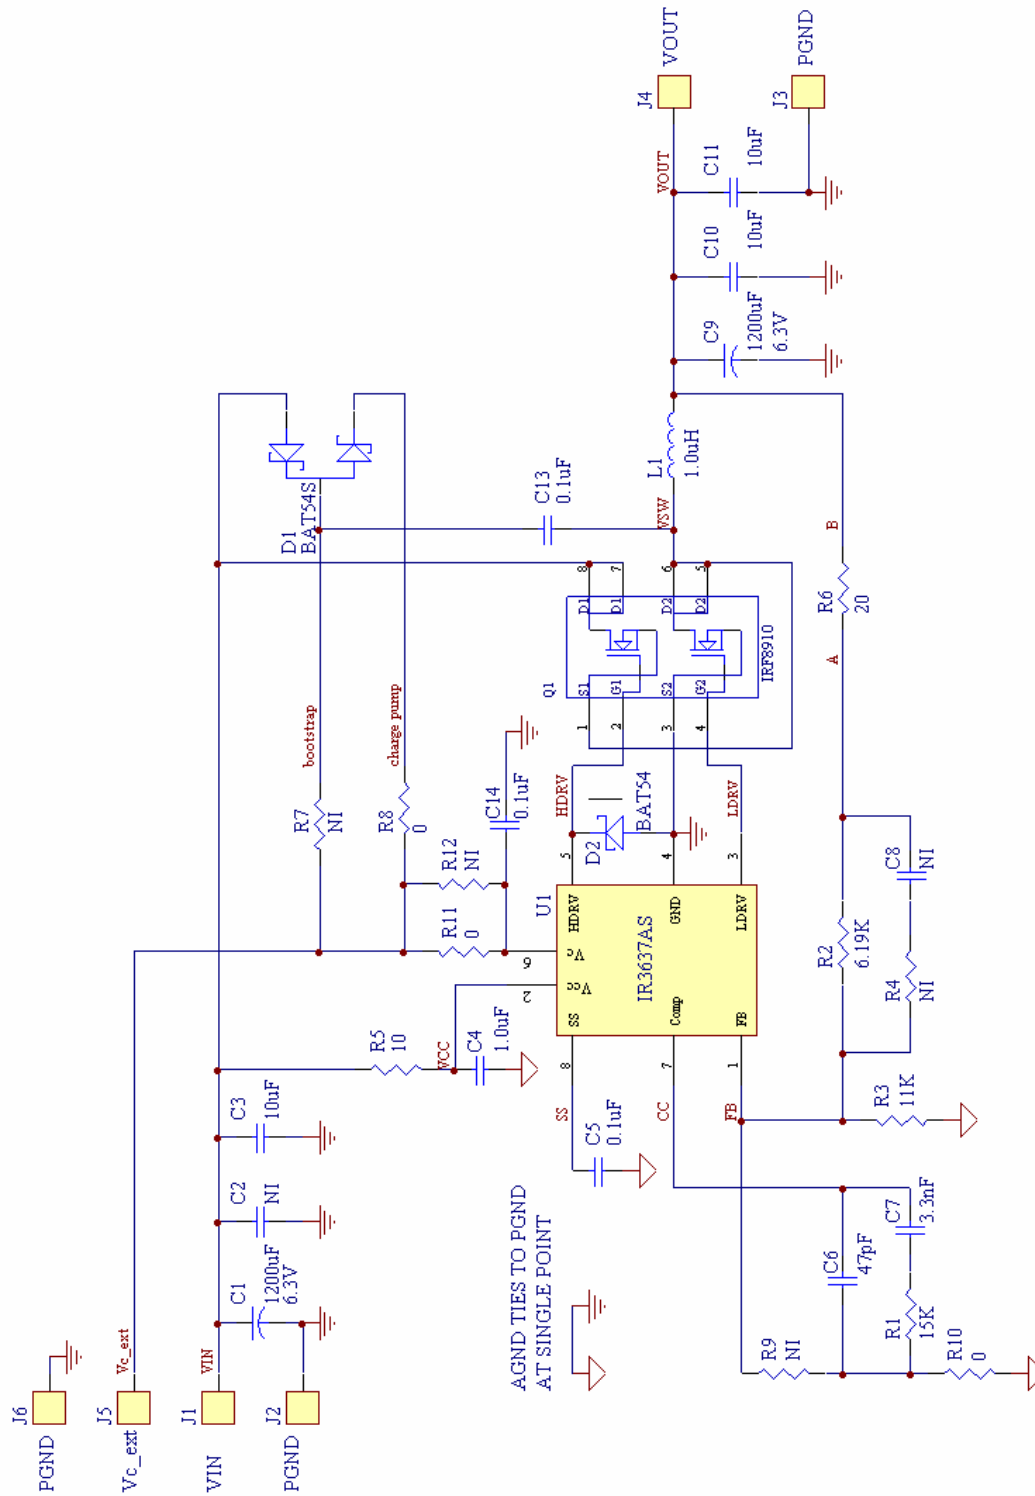 J6
PGND
J5
Vc_ext
Vc_ext
J1
VIN
VIN
J2
PGND
C1
1200uF
6.3V
C2
NI
C3
10uF
R5
10
VCC
C4
1.0uF
R7
NI
bootstrap
R8
0
charge pump
R11
0
R12
NI
C14
0.1uF
D1
BAT54S
C13
0.1uF
AGND TIES TO PGND
AT SINGLE POINT
SS
C5
0.1uF
CC
FB
8
7
1
2
6
5
4
3
U1
IR3637AS
SS
Vcc
Vc
HDRV
Comp
GND
FB
LDRV
HDRV
D2
BAT54
LDRV
Q1
1
2
3
4
S1
G1
S2
G2
D1
D1
D2
D2
8
7
6
5
IRF8910
VSW
L1
1.0uH
C9
1200uF
6.3V
C10
10uF
C11
10uF
VOUT
J4
VOUT
J3
PGND
R9
NI
C6
47pF
R1
15K
C7
3.3nF
R10
0
R3
11K
R2
6.19K
R4
NI
C8
NI
A
R6
20
B